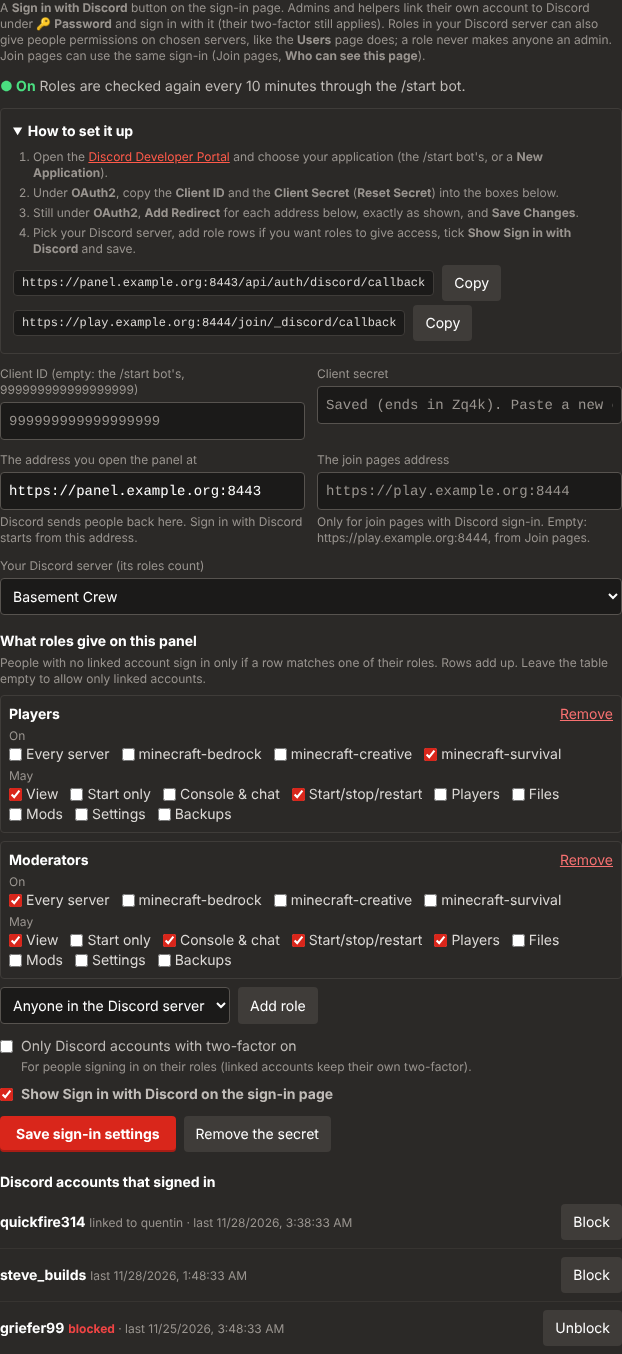 A Sign in with Discord button on the sign-in page. Admins and helpers link their own account to Discord
under 🔑 Password and sign in with it (their two-factor still applies). Roles in your Discord server can also
give people permissions on chosen servers, like the Users page does; a role never makes anyone an admin.
Join pages can use the same sign-in (Join pages, Who can see this page).
On Roles are checked again every 10 minutes through the /start bot.
▼ How to set it up
1. Open the Discord Developer Portal and choose your application (the /start bot's, or a New
Application).
2. Under OAuth2, copy the Client ID and the Client Secret (Reset Secret) into the boxes below.
3. Still under OAuth2, Add Redirect for each address below, exactly as shown, and Save Changes.
4. Pick your Discord server, add role rows if you want roles to give access, tick Show Sign in with
Discord and save.
https://panel.example.org:8443/api/auth/discord/callback Copy
https://play.example.org:8444/join/_discord/callback Copy
Client ID (empty: the /start bot's,
999999999999999999)
999999999999999999
Client secret
Saved (ends in Zq4k). Paste a new
The address you open the panel at
https://panel.example.org:8443
Discord sends people back here. Sign in with Discord
starts from this address.
The join pages address
https://play.example.org:8444
Only for join pages with Discord sign-in. Empty:
https://play.example.org:8444, from Join pages.
Your Discord server (its roles count)
Basement Crew
What roles give on this panel
People with no linked account sign in only if a row matches one of their roles. Rows add up. Leave the table
empty to allow only linked accounts.
Players Remove
On
Every server minecraft-bedrock minecraft-creative minecraft-survival
May
View Start only Console & chat Start/stop/restart Players Files
Mods Settings Backups
Moderators Remove
On
Every server minecraft-bedrock minecraft-creative minecraft-survival
May
View Start only Console & chat Start/stop/restart Players Files
Mods Settings Backups
Anyone in the Discord server Add role
Only Discord accounts with two-factor on
For people signing in on their roles (linked accounts keep their own two-factor).
Show Sign in with Discord on the sign-in page
Save sign-in settings Remove the secret
Discord accounts that signed in
quickfire314 linked to quentin · last 11/28/2026, 3:38:33 AM Block
steve_builds last 11/28/2026, 1:48:33 AM Block
griefer99 blocked · last 11/25/2026, 3:48:33 AM Unblock